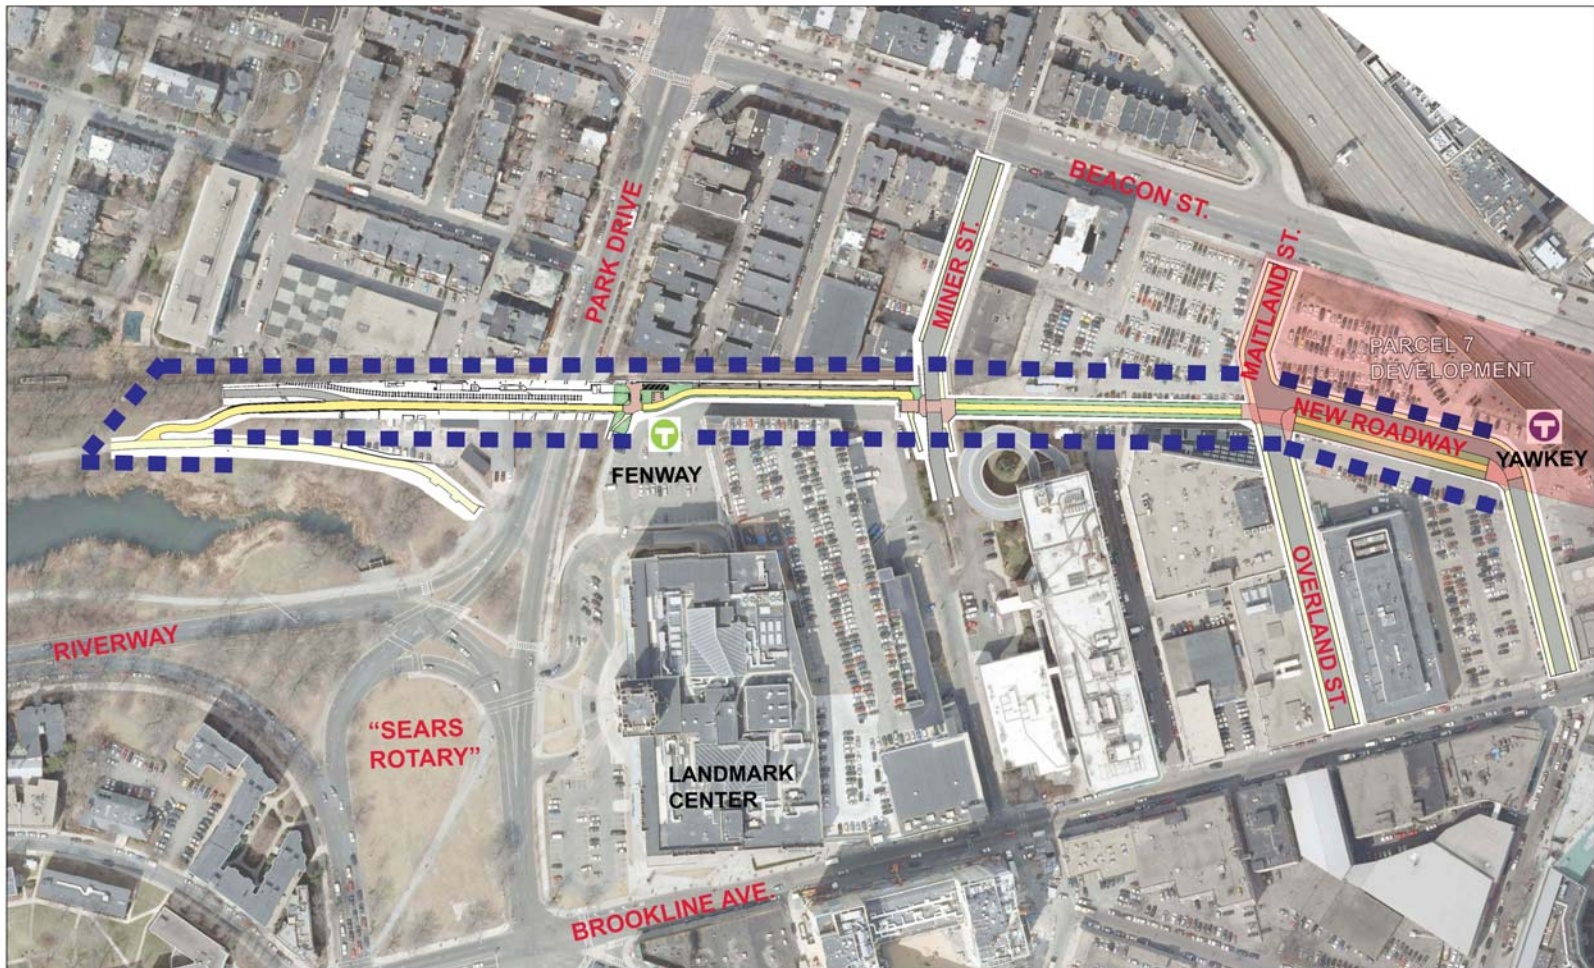 BEACON ST.
PARK DRIVE
MINER ST.
MAITLAND ST.
PARCEL 7
DEVELOPMENT
NEW ROADWAY
T
YAWKEY
T
FENWAY
OVERLAND ST.
RIVERWAY
“SEARS
ROTARY”
LANDMARK
CENTER
BROOKLINE AVE